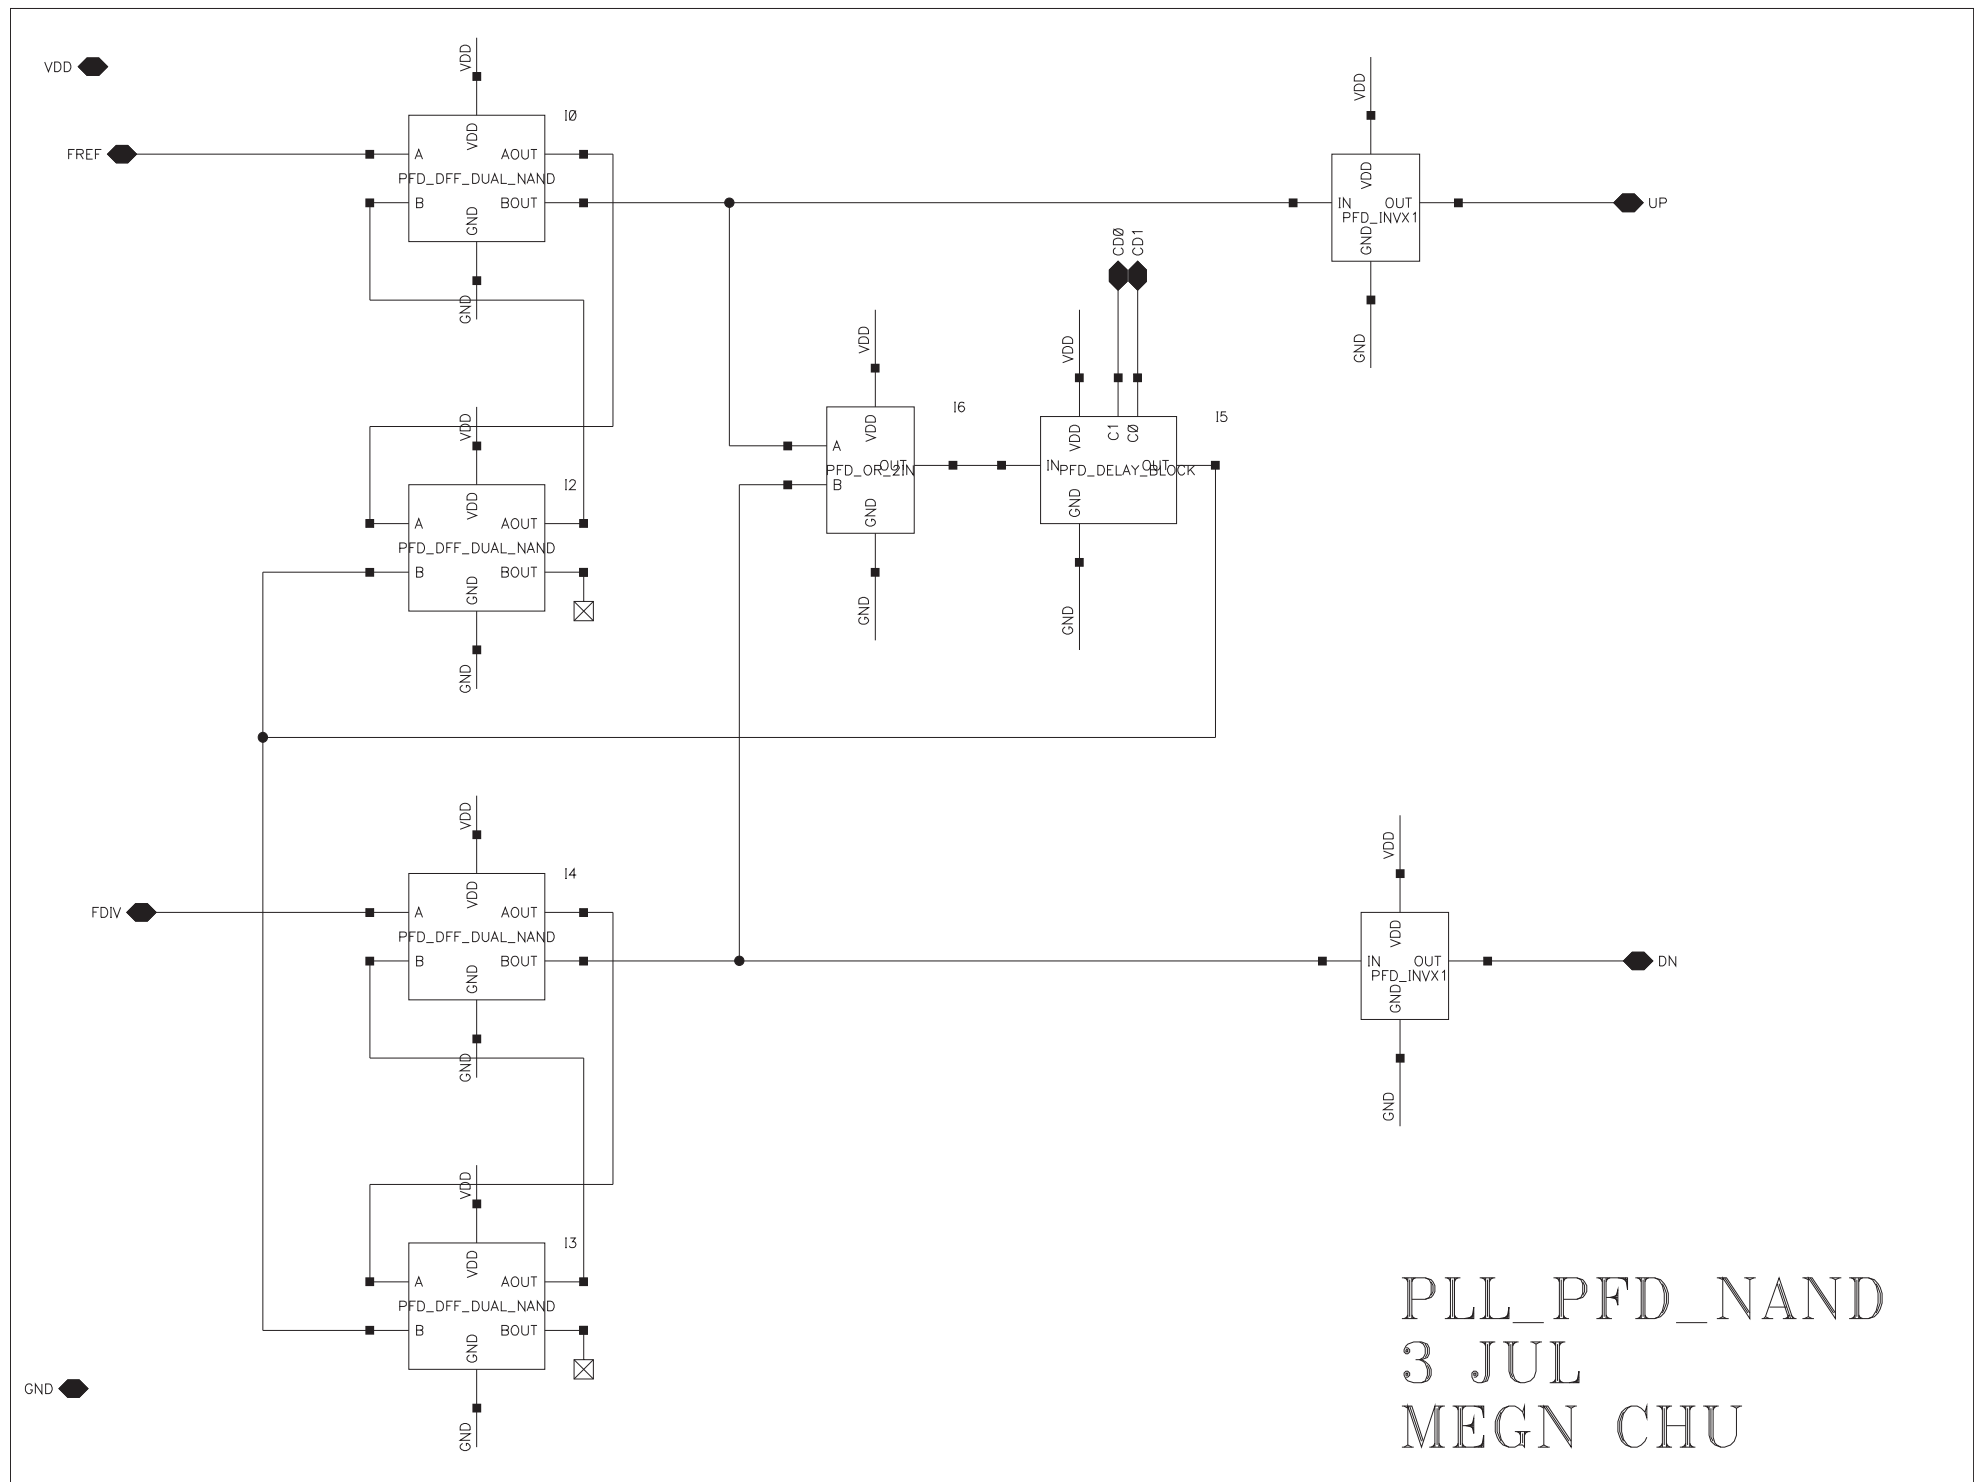 VDD
VDD
VDD
FREF
I0
VDD
A
AOUT
PFD_DFF_DUAL_NAND
B
BOUT
GND
GND
VDD
IN
OUT
PFD_INVX1
GND
GND
UP
CD0
CD1
VDD
I6
VDD
A
OUT
PFD_OR_2IN
B
GND
GND
VDD
I5
VDD
C1
C0
IN
OUT
PFD_DELAY_BLOCK
GND
GND
VDD
I2
VDD
A
AOUT
PFD_DFF_DUAL_NAND
B
BOUT
GND
GND
VDD
I4
FDIV
VDD
A
AOUT
PFD_DFF_DUAL_NAND
B
BOUT
GND
GND
VDD
VDD
IN
OUT
PFD_INVX1
GND
GND
DN
VDD
I3
VDD
A
AOUT
PFD_DFF_DUAL_NAND
B
BOUT
GND
GND
GND
VDD
PLL_PFD_NAND
3 JUL
MEGN CHU